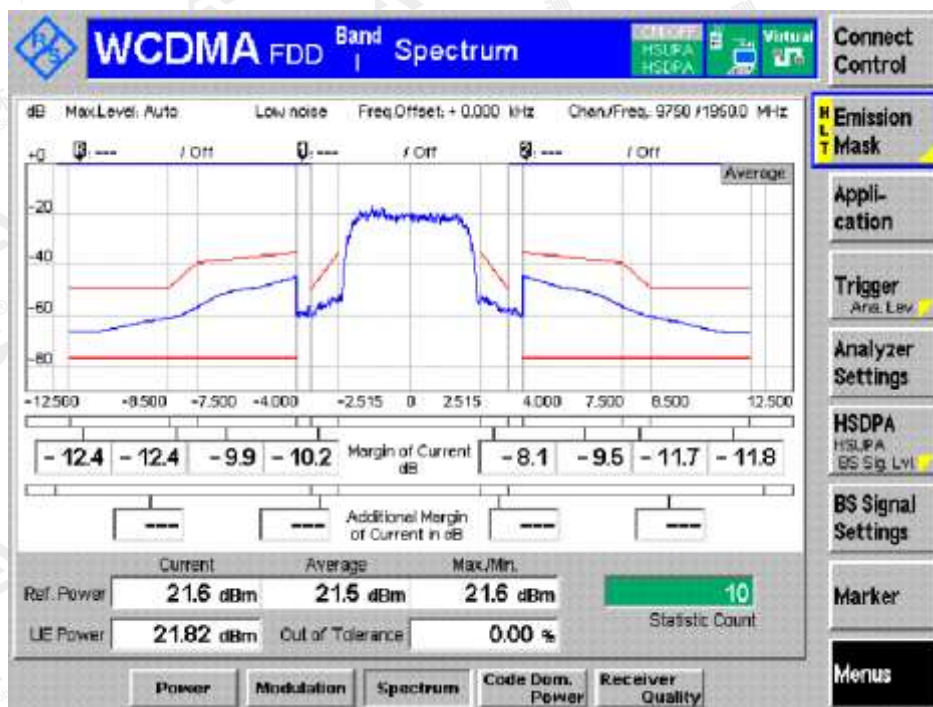 WCDMA FDD Band I Spectrum
HSUPA
HSDPA
Virtual
Connect Control
dB Max.Level: Auto Low noise Freq.Offset: + 0.000 kHz Chan./Freq.: 9750 / 1950.0 MHz
HLT Emission Mask
+0 --- / Off --- / Off --- / Off
Average
-20
-40
-60
-80
-12.500 -8.500 -7.500 -4.000 -2.515 0 2.515 4.000 7.500 8.500 12.500
Appli-
cation
Trigger
Ana. Lev.
Analyzer
Settings
HSDPA
HSUPA
BS Sig. Lvl.
BS Signal
Settings
Marker
Menus
- 12.4 - 12.4 - 9.9 - 10.2 Margin of Current dB - 8.1 - 9.5 - 11.7 - 11.8
--- --- Additional Margin of Current in dB --- ---
Current Average Max./Min.
Ref. Power 21.6 dBm 21.5 dBm 21.6 dBm 10
Statistic Count
UE Power 21.82 dBm Out of Tolerance 0.00 %
Power Modulation Spectrum Code Dom. Power Receiver Quality